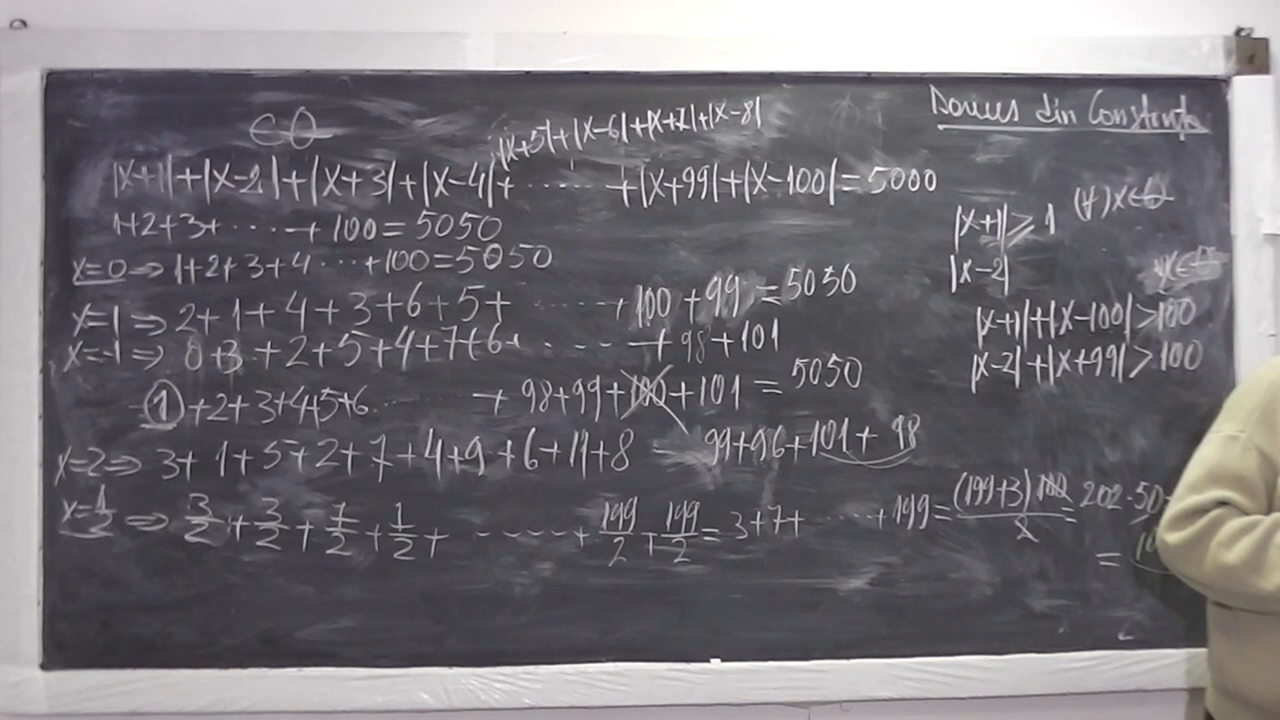 ∈Q
|x+5|+|x-6|+|x+7|+|x-8|
|x+1|+|x-2|+|x+3|+|x-4|+ ...... +|x+99|+|x-100|=5000
1+2+3+ ..... + 100 = 5050
x=0 ⇒ 1+2+3+4 ... +100=5050
x=1 ⇒ 2+1+4+3+6+5+ ...... + 100 + 99 = 5050
x=-1 ⇒ 0+3+2+5+4+7+6+ ..... + 98+101
① +2+3+4+5+6 ........ + 98+99+100+101 = 5050
x=2 ⇒ 3+1+5+2+7+4+9+6+11+8 99+96+101+98
x=1/2 ⇒ 3/2 + 3/2 + 7/2 + 1/2 + ...... + 199/2 + 199/2 = 3+7+ ..... + 199 = (199+3) 100/2 = 202·50
=
din Constanța
|x+1| ≥ 1 (∀) x∈Q
|x-2|
x∈Q
|x+1|+|x-100|>100
|x-2|+|x+99|>100